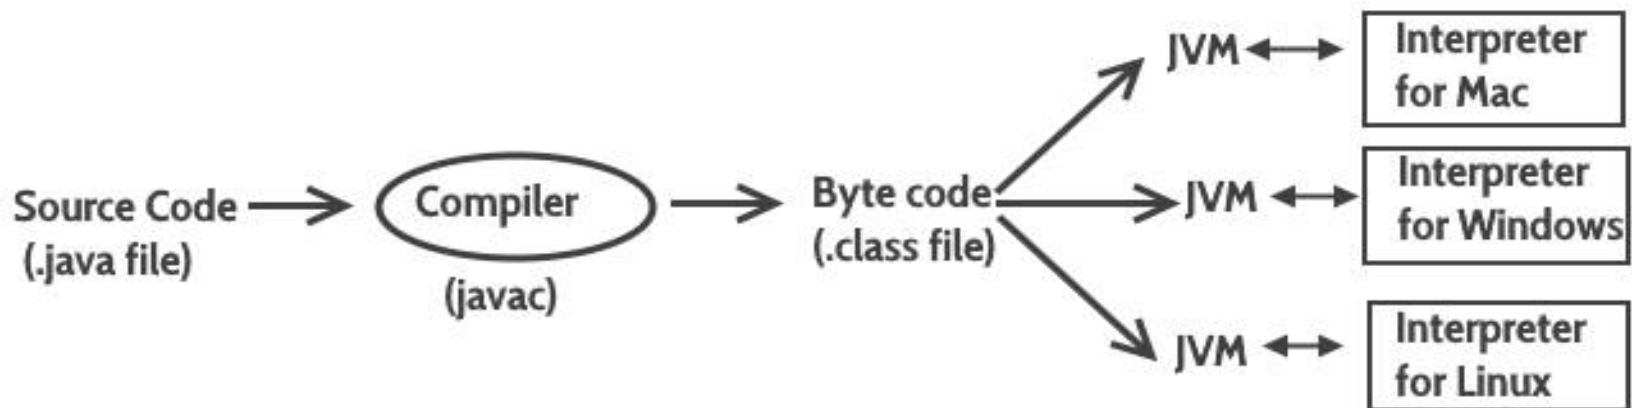 Source Code
(.java file)
Compiler
(javac)
Byte code
(.class file)
JVM
Interpreter
for Mac
JVM
Interpreter
for Windows
JVM
Interpreter
for Linux